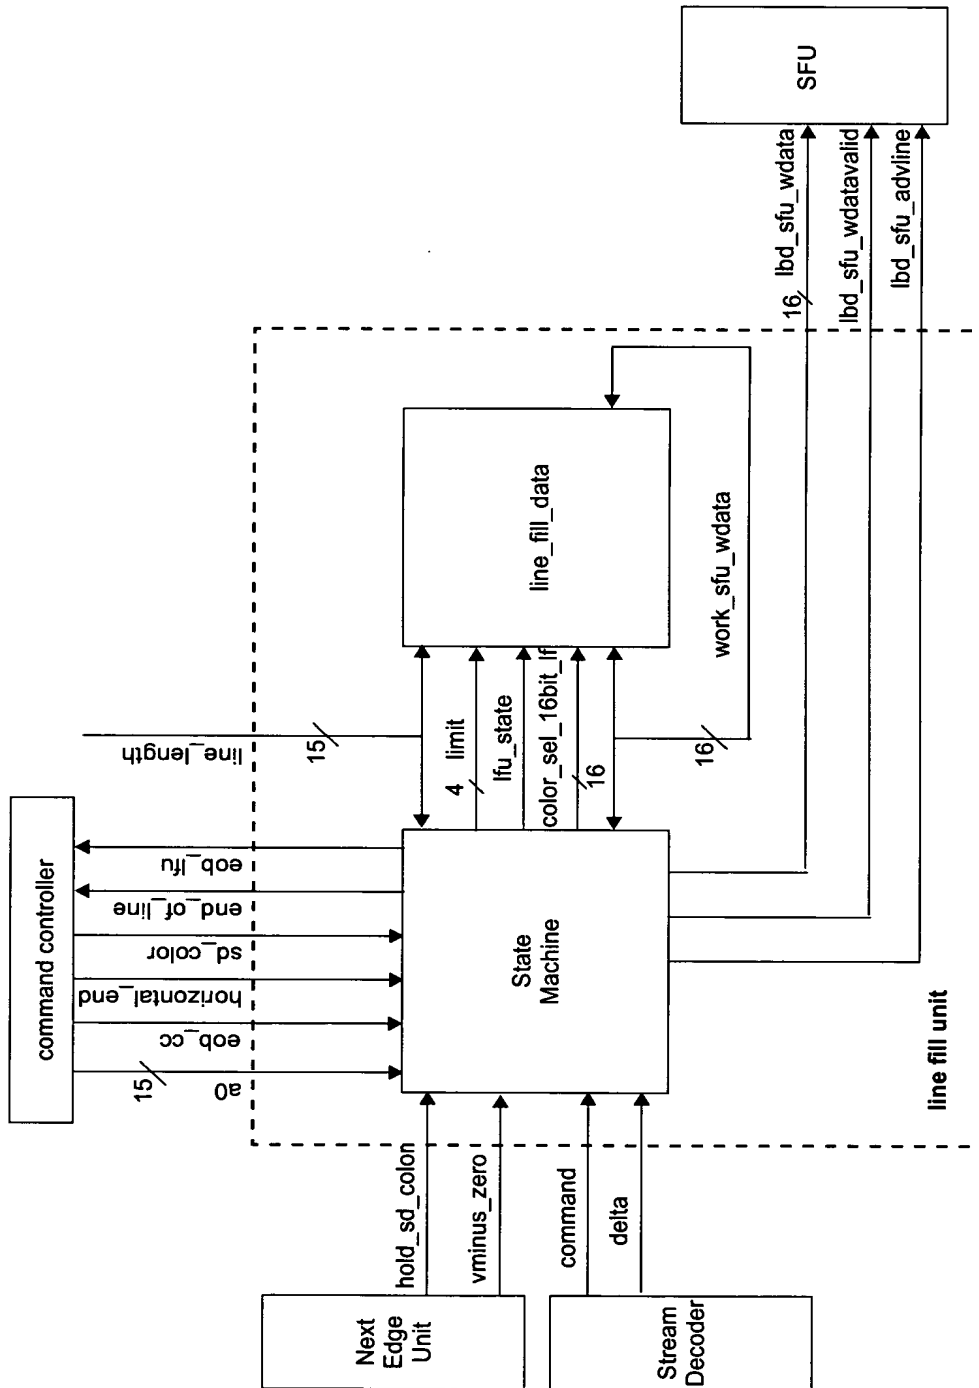 command controller
a0
15
eob_cc
horizontal_end
sd_color
end_of_line
eob_lfu
line_length
15
Next
Edge
Unit
hold_sd_colon
vminus_zero
Stream
Decoder
command
delta
State
Machine
4
limit
lfu_state
color_sel_16bit_lf
16
line_fill_data
work_sfu_wdata
16
16
lbd_sfu_wdata
lbd_sfu_wdatavalid
lbd_sfu_advline
SFU
line fill unit